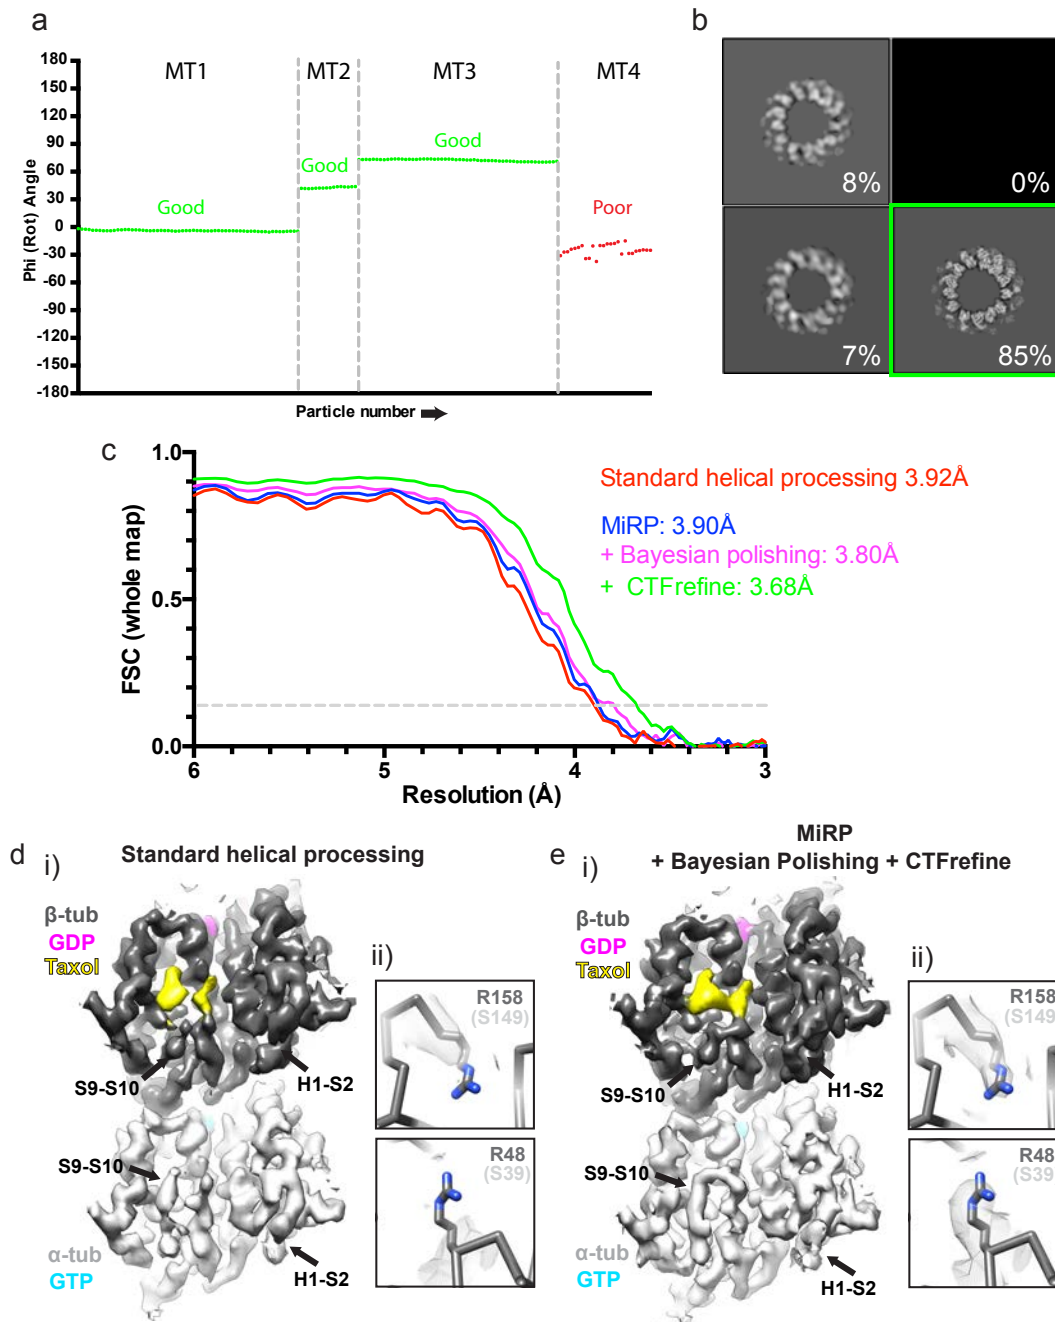 a
180
150
120
90
60
30
0
-30
-60
-90
-120
-150
-180
Phi (Rot) Angle
MT1
MT2
MT3
MT4
Good
Good
Good
Poor
Particle number
b
8%
0%
7%
85%
c
1.0
0.5
0.0
FSC (whole map)
6
5
4
3
Resolution (Å)
Standard helical processing 3.92Å
MiRP: 3.90Å
+ Bayesian polishing: 3.80Å
+ CTFrefine: 3.68Å
d
i)
Standard helical processing
β-tub
GDP
Taxol
S9-S10
H1-S2
S9-S10
α-tub
GTP
H1-S2
ii)
R158
(S149)
R48
(S39)
e
i)
MiRP
+ Bayesian Polishing + CTFrefine
β-tub
GDP
Taxol
S9-S10
H1-S2
S9-S10
α-tub
GTP
H1-S2
ii)
R158
(S149)
R48
(S39)